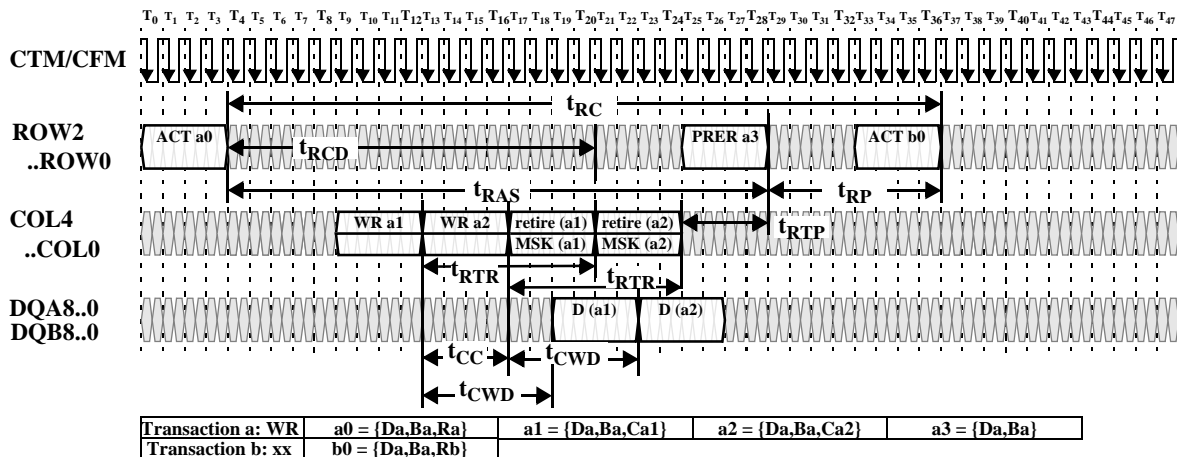 T0 T1 T2 T3 T4 T5 T6 T7 T8 T9 T10 T11 T12 T13 T14 T15 T16 T17 T18 T19 T20 T21 T22 T23 T24 T25 T26 T27 T28 T29 T30 T31 T32 T33 T34 T35 T36 T37 T38 T39 T40 T41 T42 T43 T44 T45 T46 T47
CTM/CFM
tRC
ROW2
..ROW0
ACT a0
PRER a3
ACT b0
tRCD
tRAS
tRP
COL4
..COL0
WR a1
WR a2
retire (a1)
retire (a2)
MSK (a1)
MSK (a2)
tRTP
tRTR
tRTR
DQA8..0
DQB8..0
D (a1)
D (a2)
tCC
tCWD
tCWD
Transaction a: WR a0 = {Da,Ba,Ra} a1 = {Da,Ba,Ca1} a2 = {Da,Ba,Ca2} a3 = {Da,Ba}
Transaction b: xx b0 = {Da,Ba,Rb}